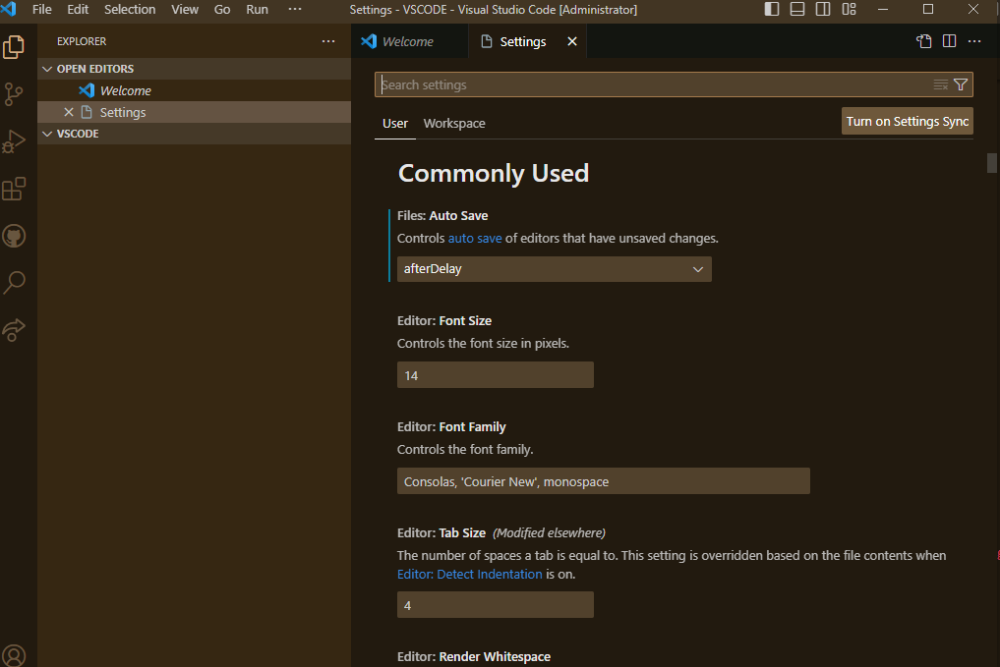 File Edit Selection View Go Run ··· Settings - VSCODE - Visual Studio Code [Administrator]
EXPLORER ···
OPEN EDITORS
Welcome
Settings
VSCODE
Welcome Settings
Search settings
User Workspace Turn on Settings Sync
Commonly Used
Files: Auto Save
Controls auto save of editors that have unsaved changes.
afterDelay
Editor: Font Size
Controls the font size in pixels.
14
Editor: Font Family
Controls the font family.
Consolas, 'Courier New', monospace
Editor: Tab Size (Modified elsewhere)
The number of spaces a tab is equal to. This setting is overridden based on the file contents when
Editor: Detect Indentation is on.
4
Editor: Render Whitespace